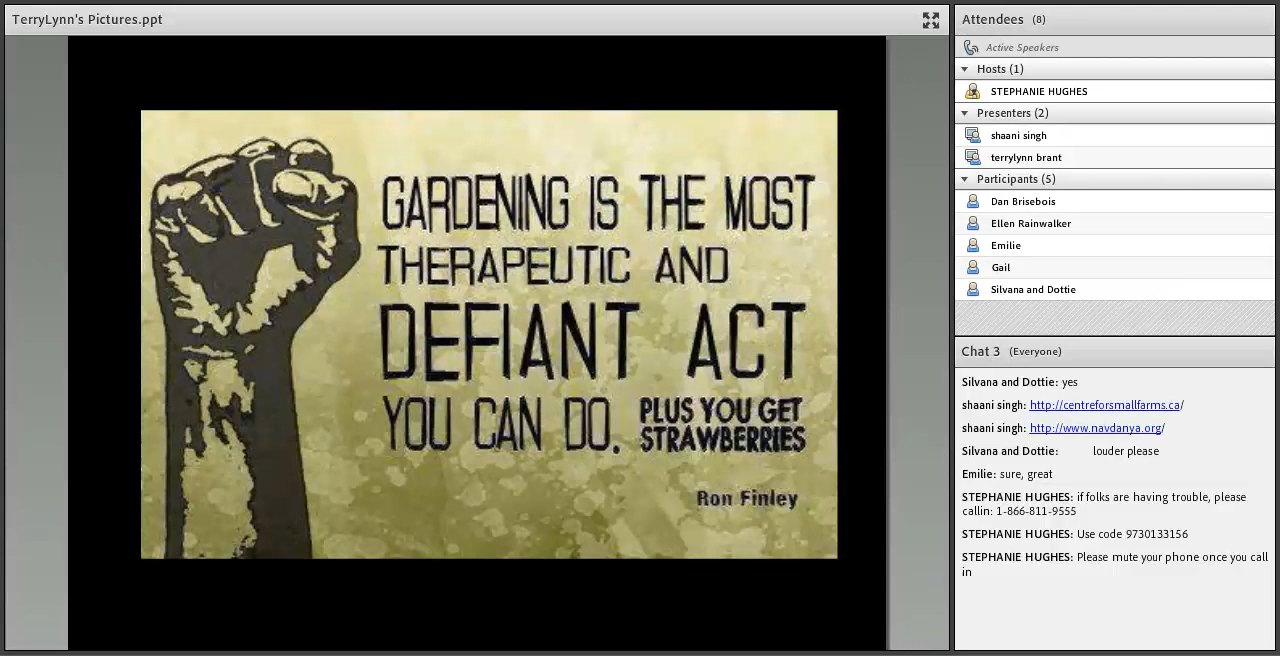 TerryLynn's Pictures.ppt
GARDENING IS THE MOST
THERAPEUTIC AND
DEFIANT ACT
YOU CAN DO. PLUS YOU GET
STRAWBERRIES
Ron Finley
Attendees (8)
Active Speakers
Hosts (1)
STEPHANIE HUGHES
Presenters (2)
shaani singh
terrylynn brant
Participants (5)
Dan Brisebois
Ellen Rainwalker
Emilie
Gail
Silvana and Dottie
Chat 3 (Everyone)
Silvana and Dottie: yes
shaani singh: http://centreforsmallfarms.ca/
shaani singh: http://www.navdanya.org/
Silvana and Dottie: louder please
Emilie: sure, great
STEPHANIE HUGHES: if folks are having trouble, please
callin: 1-866-811-9555
STEPHANIE HUGHES: Use code 9730133156
STEPHANIE HUGHES: Please mute your phone once you call
in